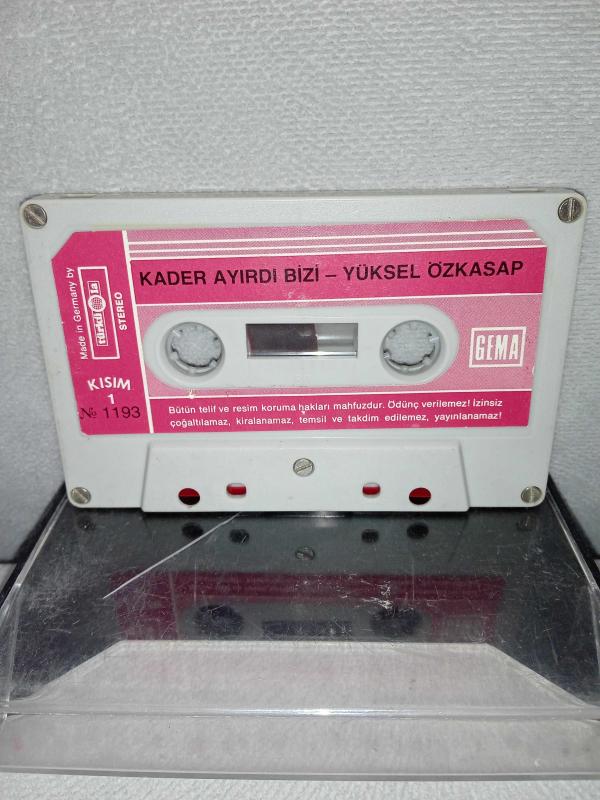 KADER AYIRDI BİZİ – YÜKSEL ÖZKASAP
Made in Germany by
türküola
STEREO
KISIM
1
№ 1193
GEMA
Bütün telif ve resim koruma hakları mahfuzdur. Ödünç verilemez! İzinsiz
çoğaltılamaz, kiralanamaz, temsil ve takdim edilemez, yayınlanamaz!